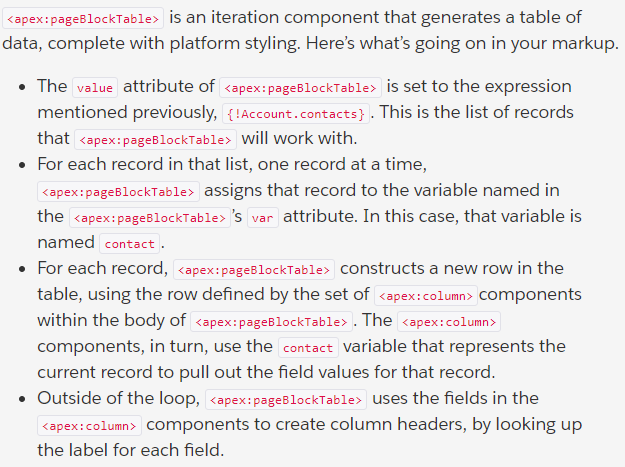 <apex:pageBlockTable> is an iteration component that generates a table of
data, complete with platform styling. Here's what's going on in your markup.
• The value attribute of <apex:pageBlockTable> is set to the expression
mentioned previously, {!Account.contacts}. This is the list of records
that <apex:pageBlockTable> will work with.
• For each record in that list, one record at a time,
<apex:pageBlockTable> assigns that record to the variable named in
the <apex:pageBlockTable>'s var attribute. In this case, that variable is
named contact.
• For each record, <apex:pageBlockTable> constructs a new row in the
table, using the row defined by the set of <apex:column> components
within the body of <apex:pageBlockTable>. The <apex:column>
components, in turn, use the contact variable that represents the
current record to pull out the field values for that record.
• Outside of the loop, <apex:pageBlockTable> uses the fields in the
<apex:column> components to create column headers, by looking up
the label for each field.